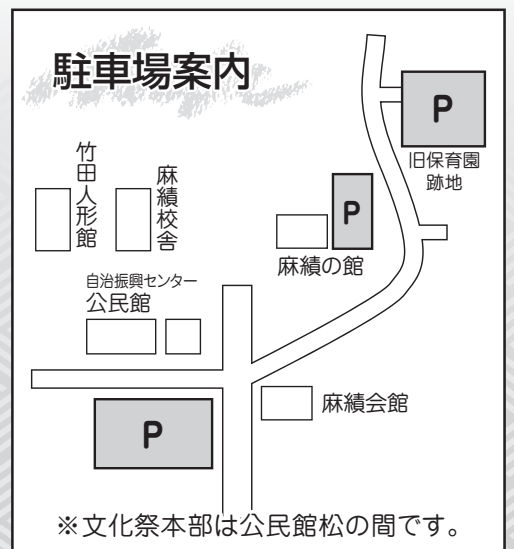 駐車場案内
P
旧保育園
跡地
竹田人形館
麻績校舎
P
麻績の館
自治振興センター
公民館
麻績会館
P
※文化祭本部は公民館松の間です。